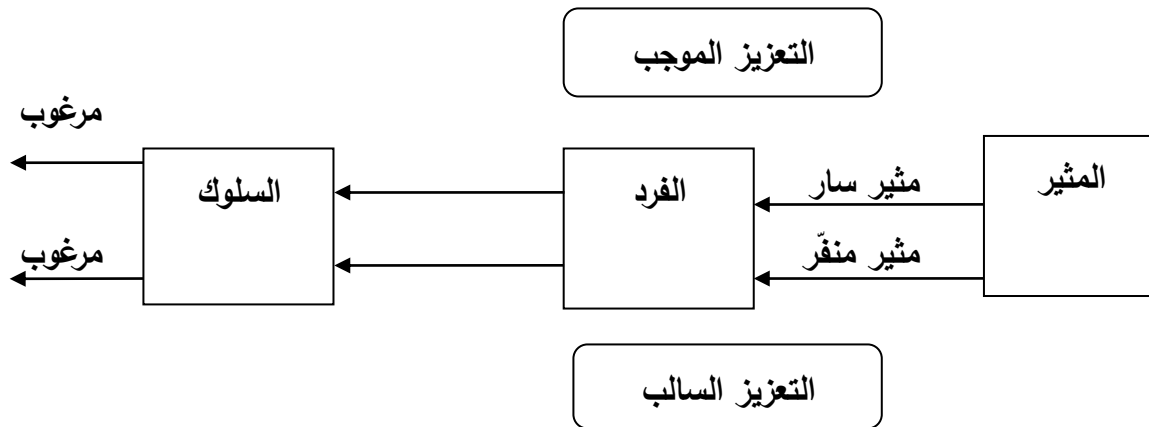 التعزيز الموجب
مرغوب
المثير
مثير سار
الفرد
السلوك
مثير منفّر
مرغوب
التعزيز السالب